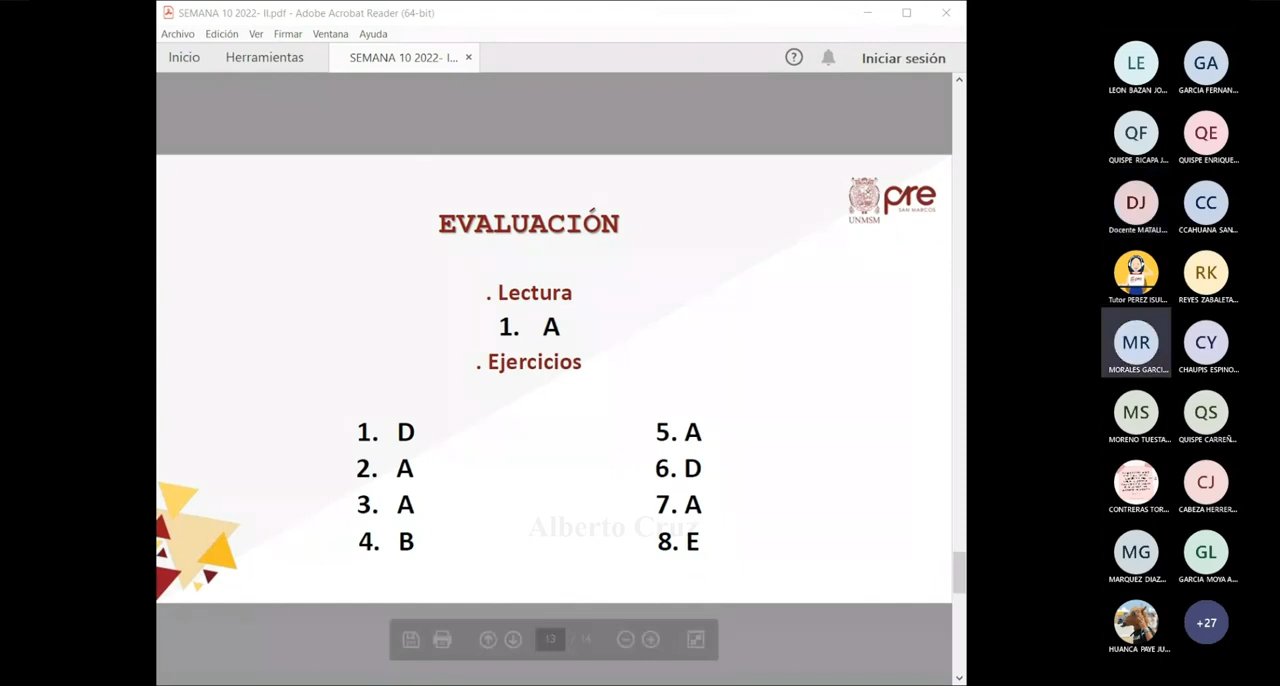 SEMANA 10 2022- II.pdf - Adobe Acrobat Reader (64-bit)
Archivo Edición Ver Firmar Ventana Ayuda
Inicio Herramientas SEMANA 10 2022- I... × Iniciar sesión
pre
SAN MARCOS
UNMSM
EVALUACIÓN
. Lectura
1. A
. Ejercicios
1. D
2. A
3. A
4. B
5. A
6. D
7. A
8. E
Alberto Cruz
13 / 14
LE GA
LEON BAZAN JO... GARCIA FERNAN...
QF QE
QUISPE RICAPA J... QUISPE ENRIQUE...
DJ CC
Docente MATALI... CCAHUANA SAN...
RK
Tutor PEREZ ISUI... REYES ZABALETA...
MR CY
MORALES GARCI... CHAUPIS ESPINO...
MS QS
MORENO TUESTA... QUISPE CARREÑ...
CJ
CONTRERAS TOR... CABEZA HERRER...
MG GL
MARQUEZ DIAZ... GARCIA MOYA A...
+27
HUANCA PAYE JU...